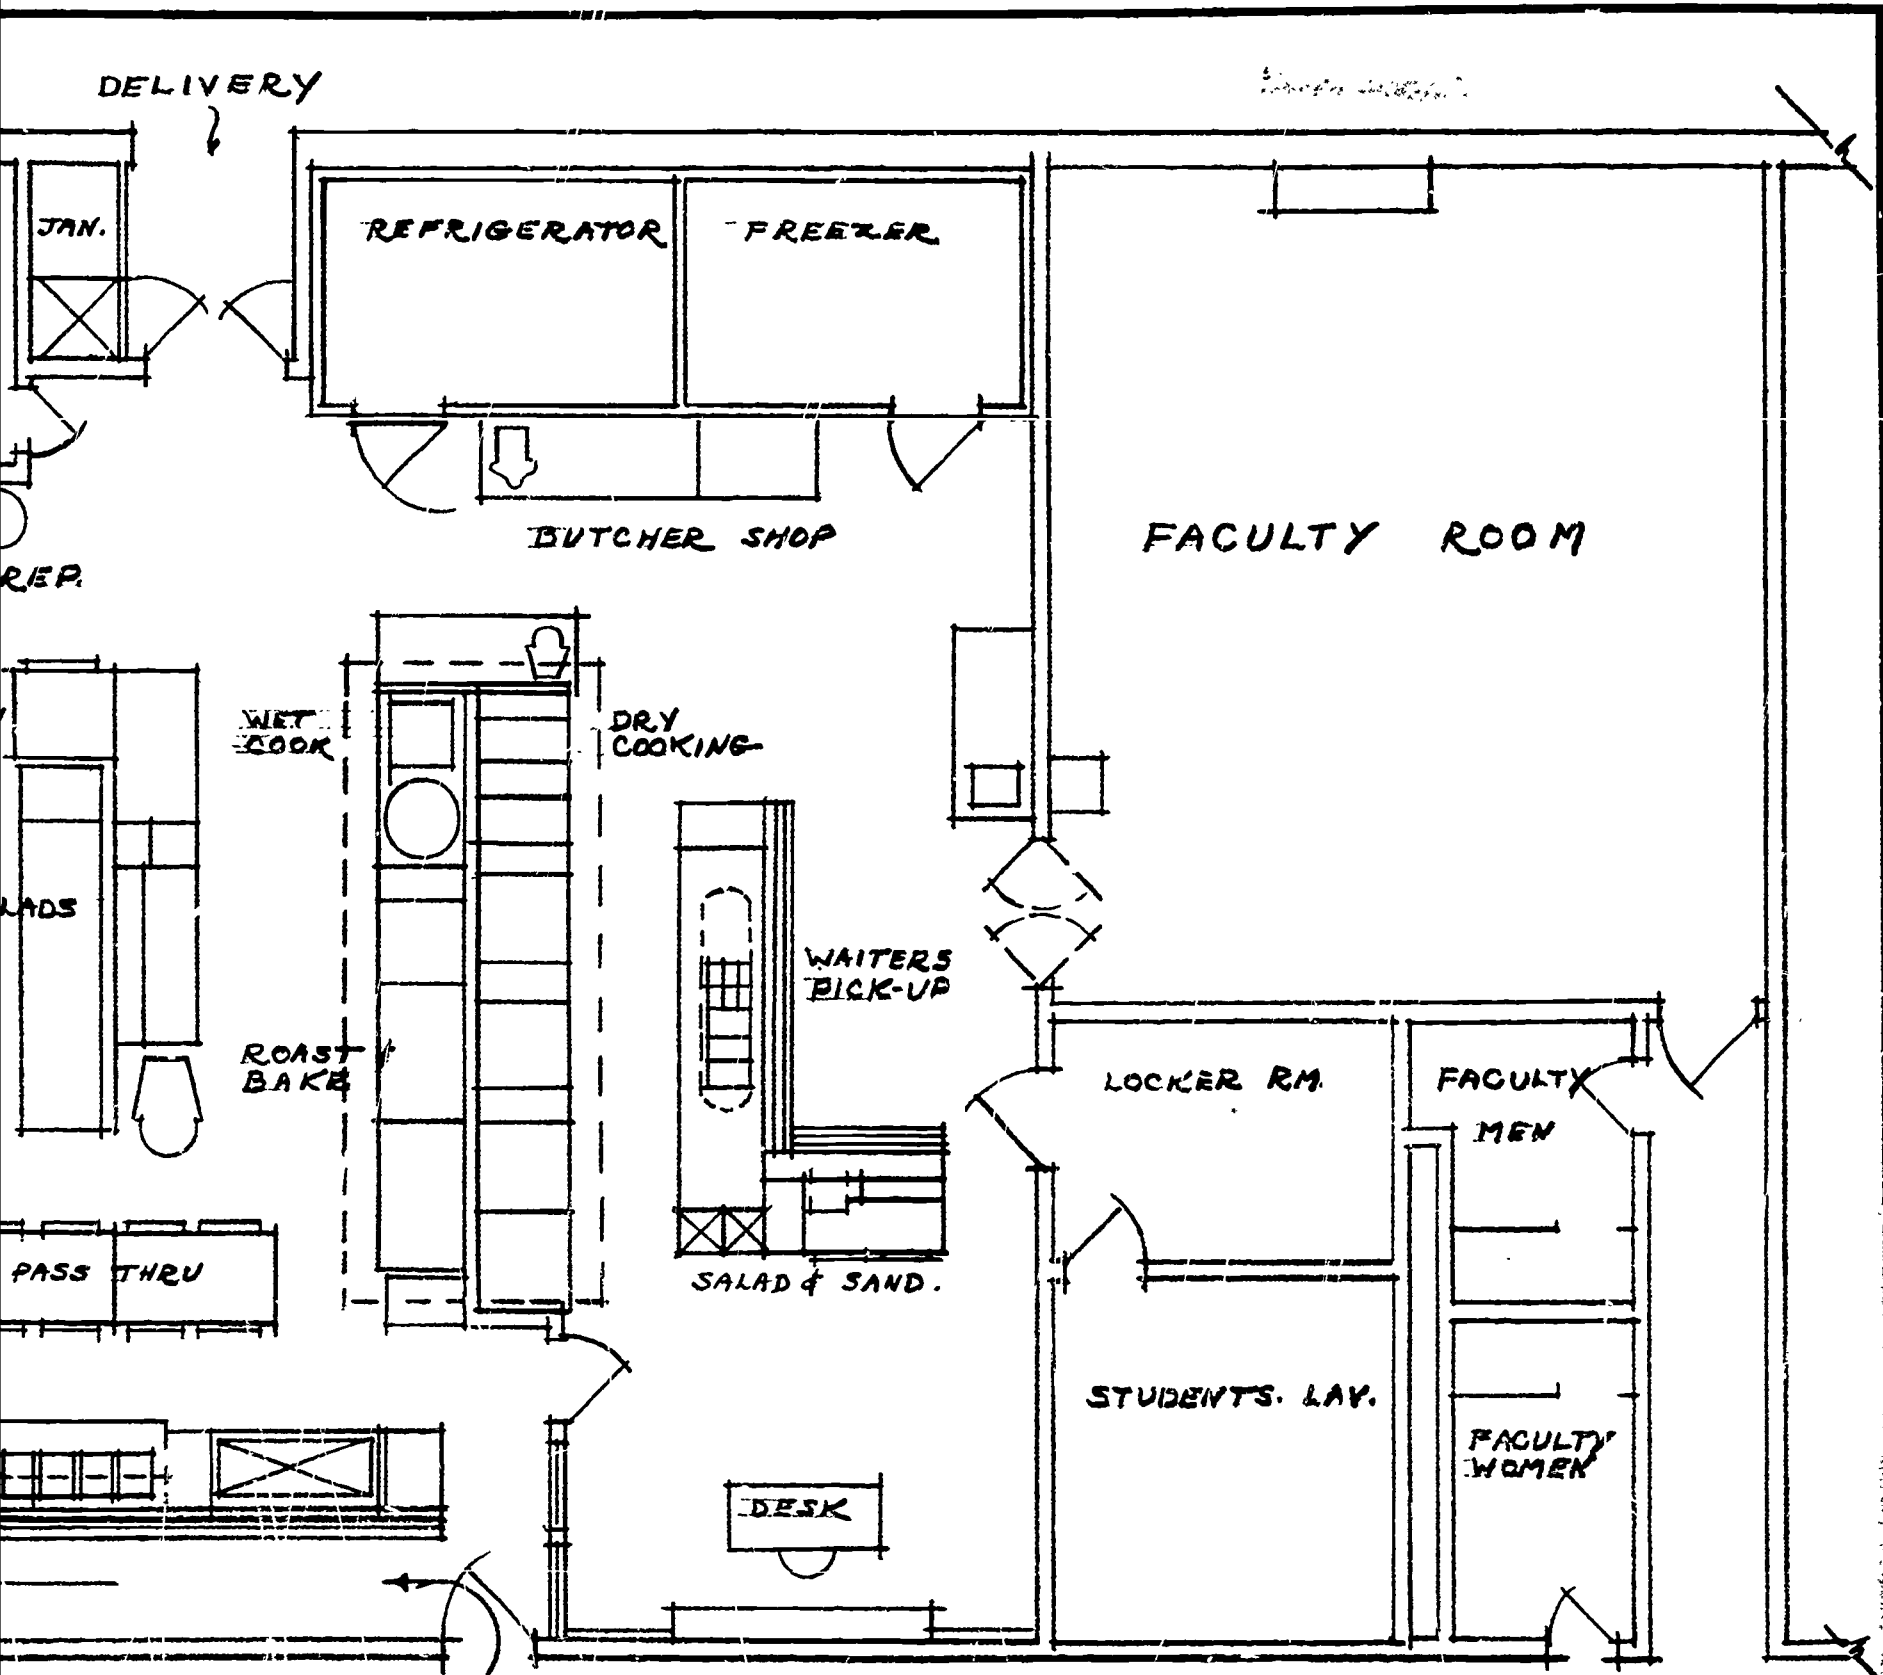 DELIVERY
JAN.
REFRIGERATOR
FREEZER
BUTCHER SHOP
FACULTY ROOM
REP.
WET
COOK
DRY
COOKING
LADS
WAITERS
PICK-UP
ROAST
BAKE
LOCKER RM.
FACULTY
MEN
PASS THRU
SALAD & SAND.
STUDENTS. LAV.
FACULTY
WOMEN
DESK